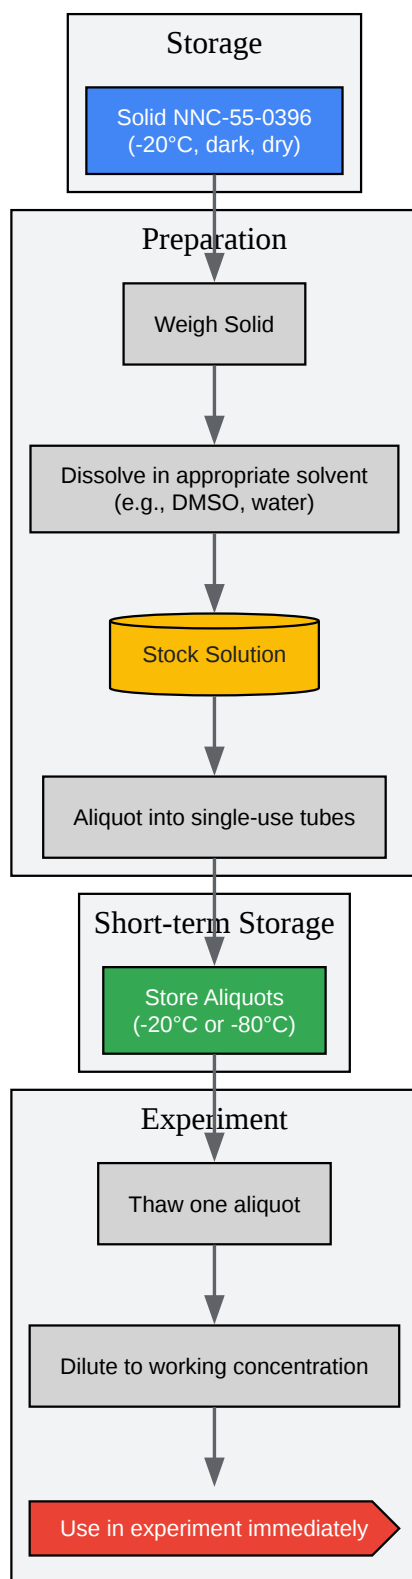 Storage
Solid NNC-55-0396
(-20°C, dark, dry)
Preparation
Weigh Solid
Dissolve in appropriate solvent
(e.g., DMSO, water)
Stock Solution
Aliquot into single-use tubes
Short-term Storage
Store Aliquots
(-20°C or -80°C)
Experiment
Thaw one aliquot
Dilute to working concentration
Use in experiment immediately